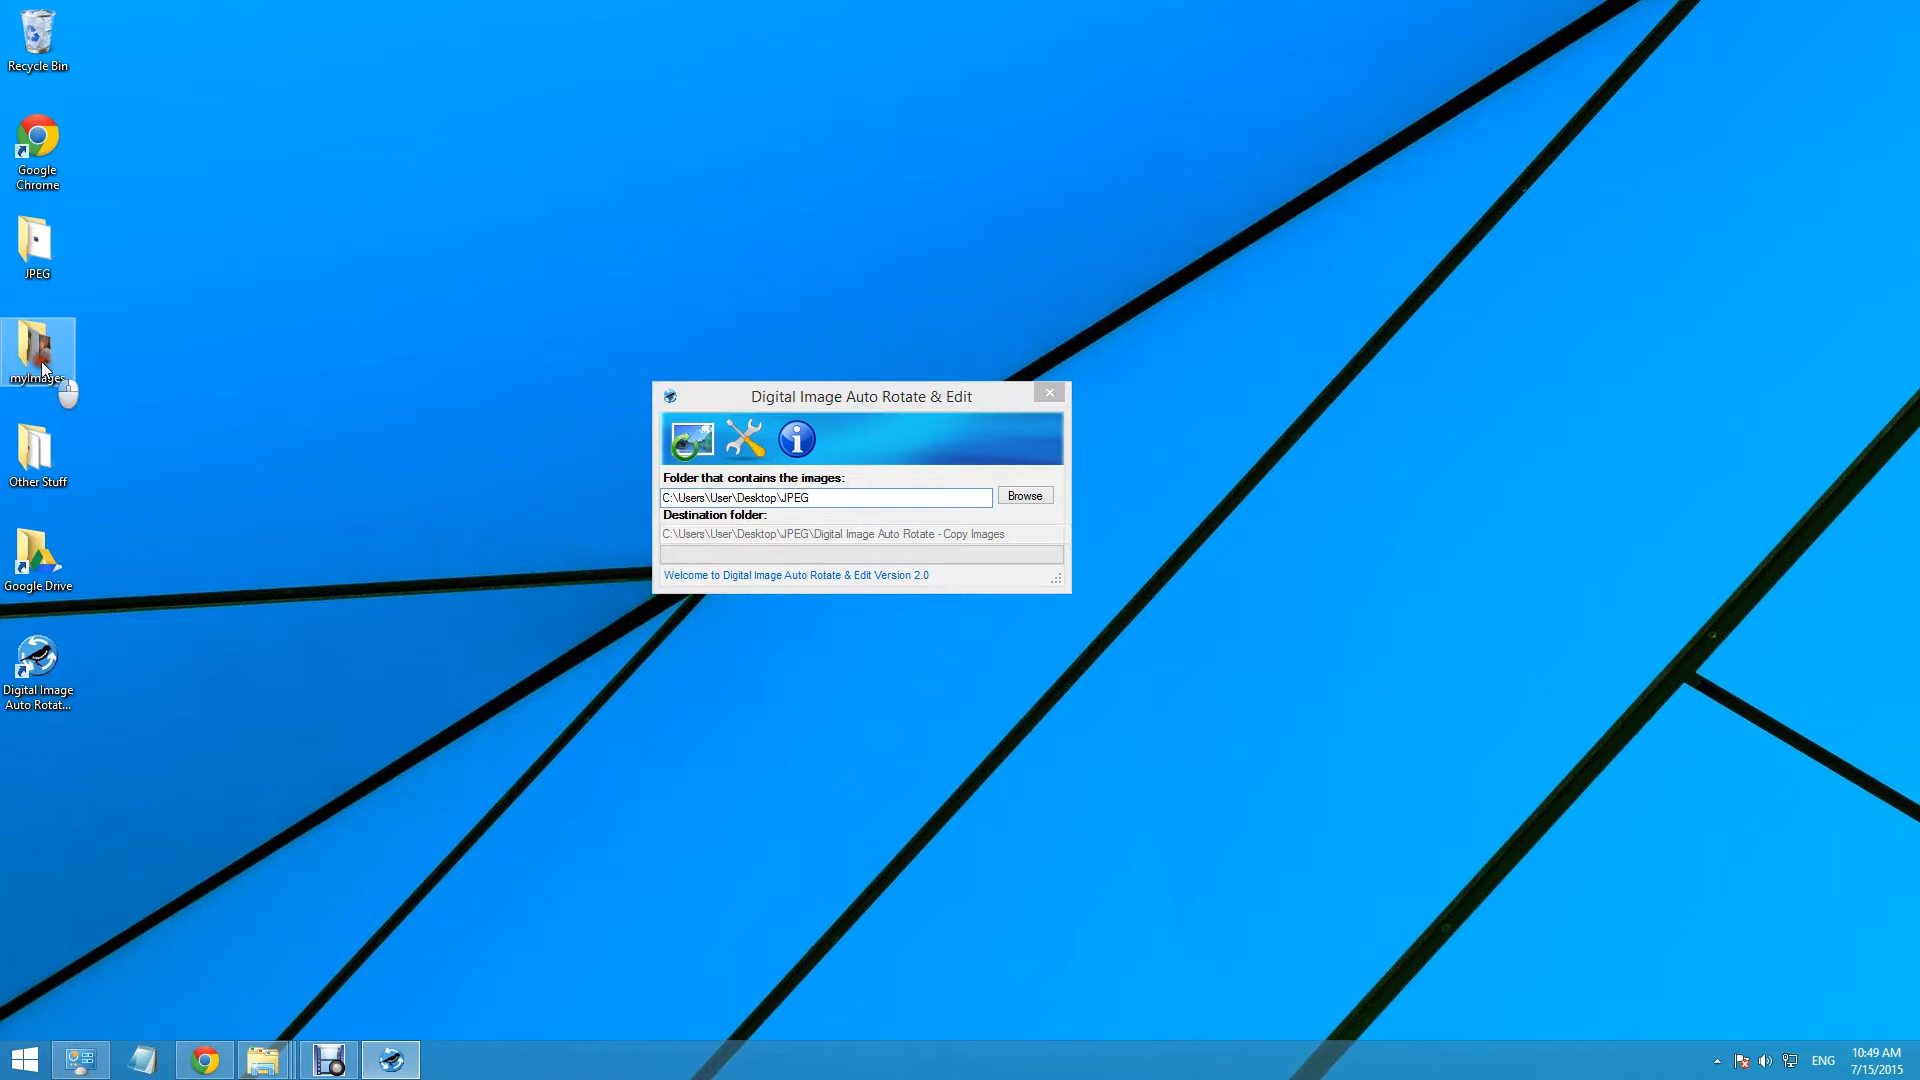 Recycle Bin
Google
Chrome
JPEG
myImages
Other Stuff
Google Drive
Digital Image
Auto Rotat...
Digital Image Auto Rotate & Edit
Folder that contains the images:
C:\Users\User\Desktop\JPEG
Browse
Destination folder:
C:\Users\User\Desktop\JPEG\Digital Image Auto Rotate - Copy Images
Welcome to Digital Image Auto Rotate & Edit Version 2.0
ENG
10:49 AM
7/15/2015